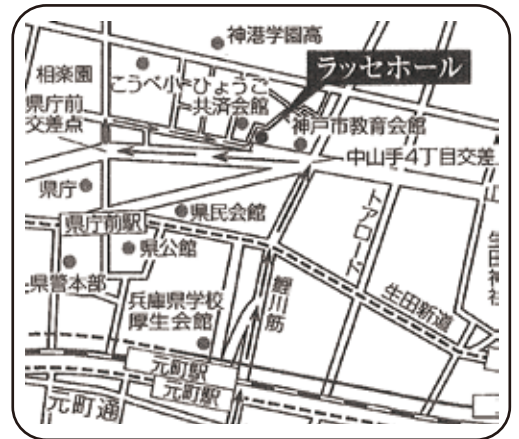 神港学園高
ラッセホール
相楽園
こうべ小
ひょうご
共済会館
神戸市教育会館
県庁前
交差点
中山手4丁目交差
県庁
県民会館
県庁前駅
県公館
県警本部
兵庫県学校
厚生会館
鯉川筋
トアロード
生田新道
生田神社
元町駅
元町駅
元町通